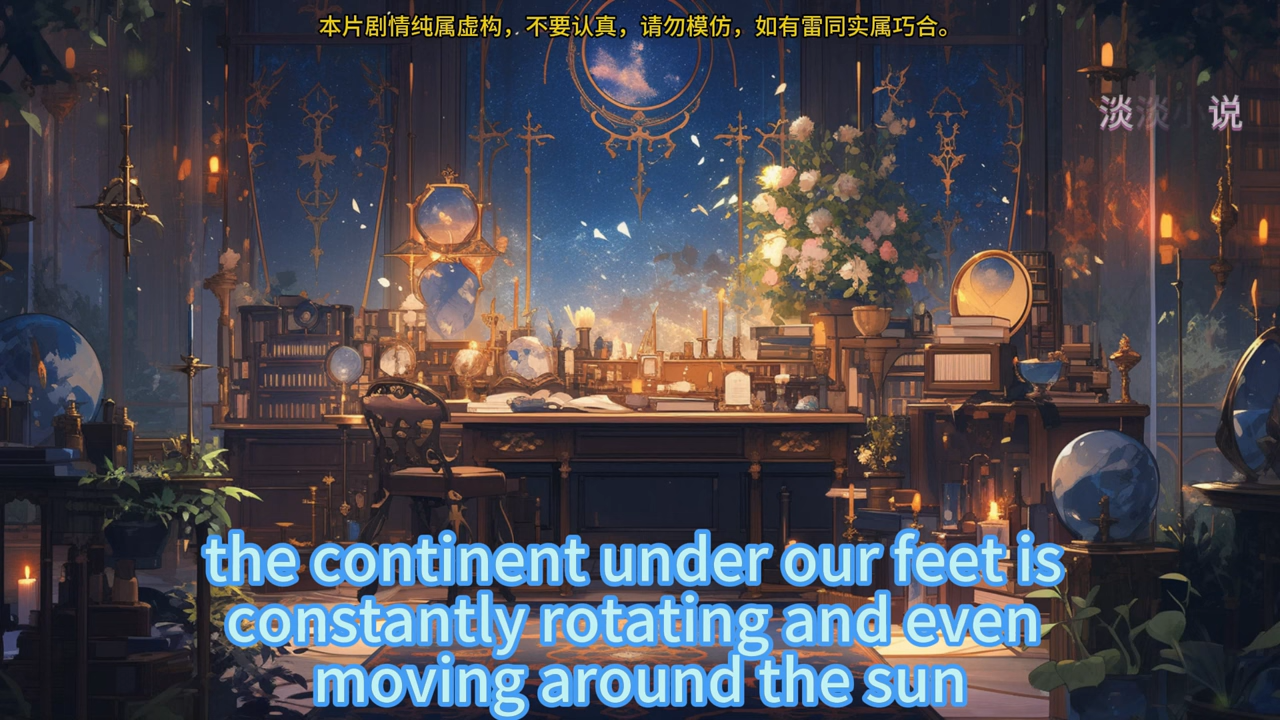 本片剧情纯属虚构，不要认真，请勿模仿，如有雷同实属巧合。
淡淡小说
the continent under our feet is
constantly rotating and even
moving around the sun